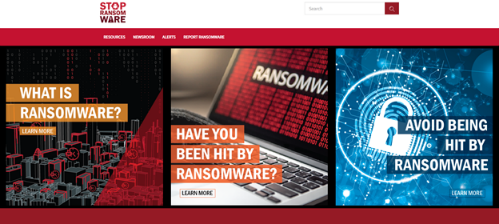 STOP
RANSOM
WARE
Search
RESOURCES NEWSROOM ALERTS REPORT RANSOMWARE
WHAT IS
RANSOMWARE?
LEARN MORE
RANSOMWARE
HAVE YOU
BEEN HIT BY
RANSOMWARE?
LEARN MORE
AVOID BEING
HIT BY
RANSOMWARE
LEARN MORE